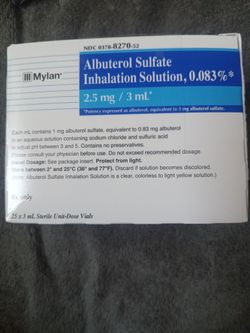 NDC 0378-8270-52
Mylan®
Albuterol Sulfate
Inhalation Solution, 0.083%*
2.5 mg / 3 mL*
*Potency expressed as albuterol, equivalent to 3 mg albuterol sulfate.
Each mL contains 1 mg albuterol sulfate, equivalent to 0.83 mg albuterol
in an aqueous solution containing sodium chloride and sulfuric acid
to adjust pH between 3 and 5. Contains no preservatives.
Please consult your physician before use. Do not exceed recommended dosage.
Usual Dosage: See package insert. Protect from light.
Store between 2° and 25°C (36° and 77°F). Discard if solution becomes discolored.
(Note: Albuterol Sulfate Inhalation Solution is a clear, colorless to light yellow solution.)
Rx only
25 x 3 mL Sterile Unit-Dose Vials